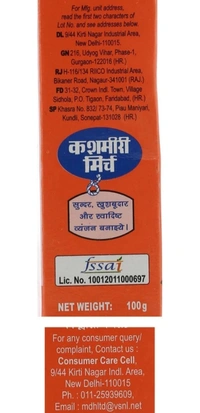 For Mfg. unit address,
read the first two characters of
Lot No. and see addresses below.
DL 9/44 Kirti Nagar Industrial Area,
New Delhi-110015.
GN 216, Udyog Vihar, Phase-1,
Gurgaon-122016 (HR.)
RJ H-116/134 RIICO Industrial Area,
Bikaner Road, Nagaur-341001 (RAJ.)
FD 31-32, Crown Indl. Town, Village
Sichola, P.O. Tigaon, Faridabad. (HR.)
SP Khasra No. 832/ 73-74, Piau Maniyari,
Kundli, Sonepat-131028 (HR.)
कशमीरी
मिर्च
सुन्दर, खुशबूदार
और स्वादिष्ट
व्यंजन बनाइये।
fssai
Lic. No. 10012011000697
NET WEIGHT: 100g
For any consumer query/
complaint, Contact us :
Consumer Care Cell,
9/44 Kirti Nagar Indl. Area,
New Delhi-110015
Ph. : 011-25939609,
Email : mdhltd@vsnl.net